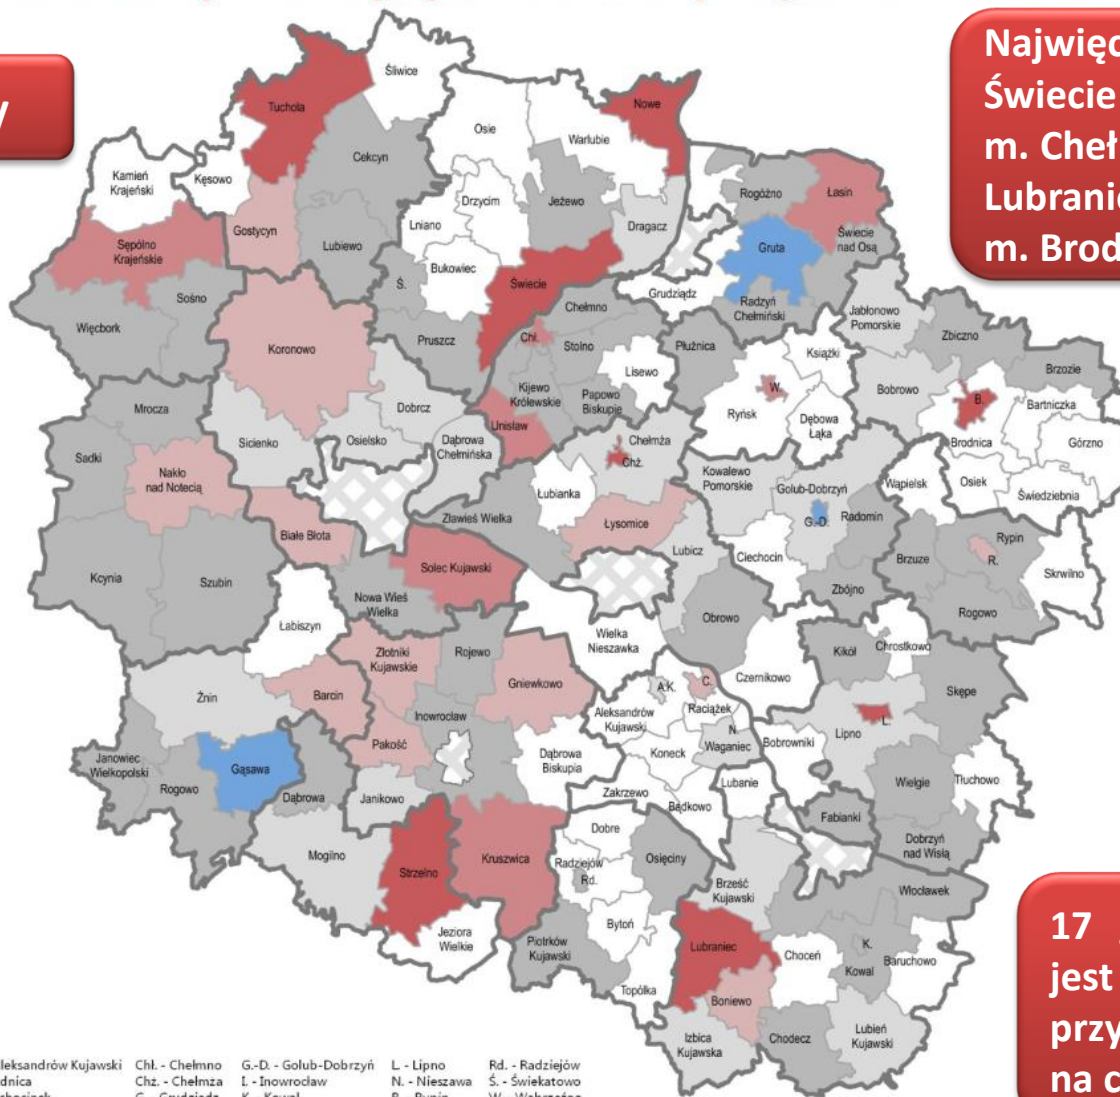 Najwięc
Świecie
m. Cheł
Lubranie
m. Brod
y
Śliwice
Tuchola
Nowe
Osie
Warlubie
Cekcyn
Kamień
Krajeński
Kęsowo
Rogóźno
Łasin
Drzycim
Jeżewo
Gostycyn
Lniano
Dragacz
Sępólno
Krajeńskie
Lubiewo
Świecie
nad Osą
Gruta
Bukowiec
Świecie
Ś.
Sośno
Grudziądz
Radzyń
Chełmiński
Chełmno
Jabłonowo
Pomorskie
Więcbork
Koronowo
Pruszcz
Chł.
Stolno
Płużnica
Zbiczno
Książki
Lisewo
Brzozie
Kijewo
Królewskie
Papowo
Biskupie
W.
Bobrowo
B.
Bartniczka
Mrocza
Dobrcz
Ryńsk
Dębowa
Łąka
Unisław
Sicienko
Osielsko
Dąbrowa
Chełmińska
Chełmża
Chż.
Brodnica
Górzno
Sadki
Nakło
nad Notecią
Kowalewo
Pomorskie
Golub-Dobrzyń
Wąpielsk
Osiek
Świedziebnia
Łubianka
Zławieś Wielka
Łysomice
G.-D.
Radomin
Białe Błota
Rypin
R.
Lubicz
Ciechocin
Brzuze
Solec Kujawski
Skrwilno
Kcynia
Szubin
Nowa Wieś
Wielka
Zbójno
Rogowo
Obrowo
Łabiszyn
Wielka
Nieszawka
Złotniki
Kujawskie
Rojewo
Kikół
Chrostkowo
Czernikowo
Gniewkowo
A.K.
C.
Skępe
Żnin
Barcin
Raciążek
Aleksandrów
Kujawski
Inowrocław
L.
N.
Lipno
Pakość
Waganiec
Bobrowniki
Koneck
Dąbrowa
Biskupia
Janowiec
Wielkopolski
Gąsawa
Rogowo
Tłuchowo
Wielgie
Lubanie
Dąbrowa
Janikowo
Zakrzewo
Bądkowo
Fabianki
Dobre
Dobrzyń
nad Wisłą
Mogilno
Kruszwica
Osięciny
Radziejów
Rd.
Strzelno
Brześć
Kujawski
Włocławek
Bytoń
Jeziora
Wielkie
Piotrków
Kujawski
Lubraniec
Choceń
K.
Kowal
Baruchowo
Topólka
Boniewo
Izbica
Kujawska
Chodecz
Lubień
Kujawski
17
jest
przy
na c
leksandrów Kujawski Chł. - Chełmno G.-D. - Golub-Dobrzyń L. - Lipno Rd. - Radziejów
dnica Chż. - Chełmża I. - Inowrocław N. - Nieszawa Ś. - Świekatowo